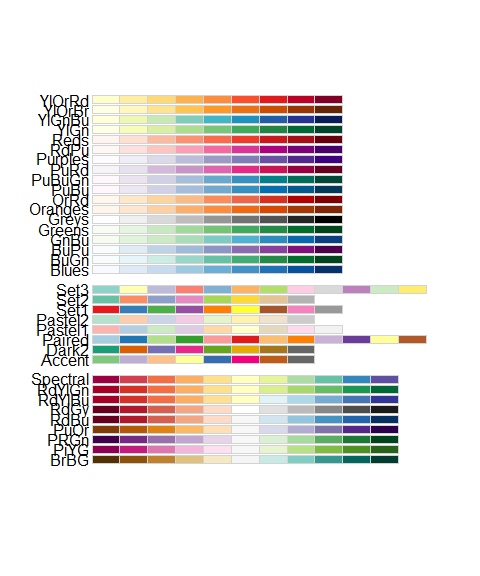 YlOrRd
YlOrBr
YlGnBu
YlGn
Reds
RdPu
Purples
PuRd
PuBuGn
PuBu
OrRd
Oranges
Greys
Greens
GnBu
BuPu
BuGn
Blues
Set3
Set2
Set1
Pastel2
Pastel1
Paired
Dark2
Accent
Spectral
RdYlGn
RdYlBu
RdGy
RdBu
PuOr
PRGn
PiYG
BrBG